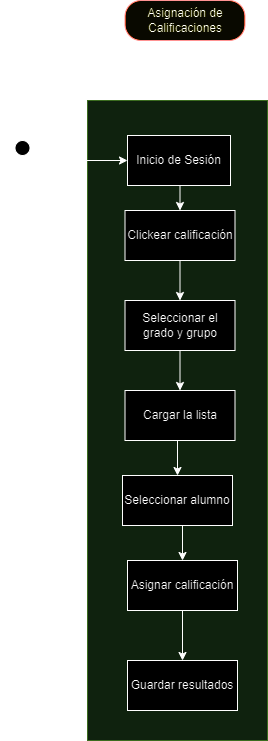 Asignación de
Calificaciones
Inicio de Sesión
Clickear calificación
Seleccionar el
grado y grupo
Cargar la lista
Seleccionar alumno
Asignar calificación
Guardar resultados